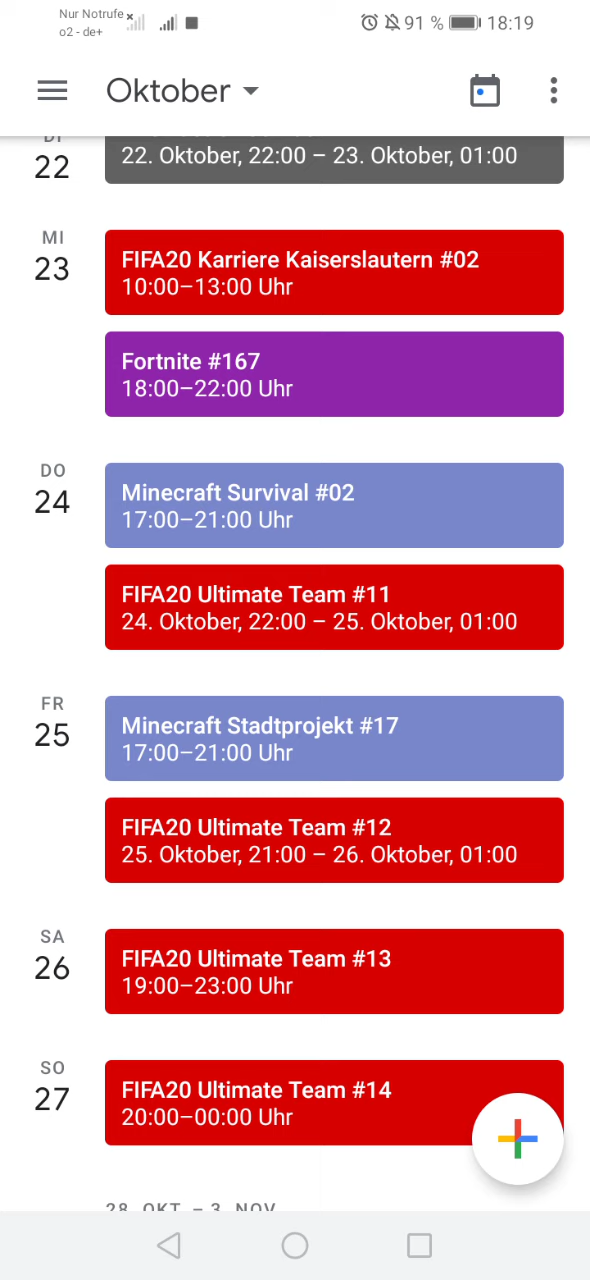 Nur Notrufe
o2 - de+
91 %
18:19
Oktober
DI
22
22. Oktober, 22:00 – 23. Oktober, 01:00
MI
23
FIFA20 Karriere Kaiserslautern #02
10:00–13:00 Uhr
Fortnite #167
18:00–22:00 Uhr
DO
24
Minecraft Survival #02
17:00–21:00 Uhr
FIFA20 Ultimate Team #11
24. Oktober, 22:00 – 25. Oktober, 01:00
FR
25
Minecraft Stadtprojekt #17
17:00–21:00 Uhr
FIFA20 Ultimate Team #12
25. Oktober, 21:00 – 26. Oktober, 01:00
SA
26
FIFA20 Ultimate Team #13
19:00–23:00 Uhr
SO
27
FIFA20 Ultimate Team #14
20:00–00:00 Uhr
28. OKT. – 3. NOV.